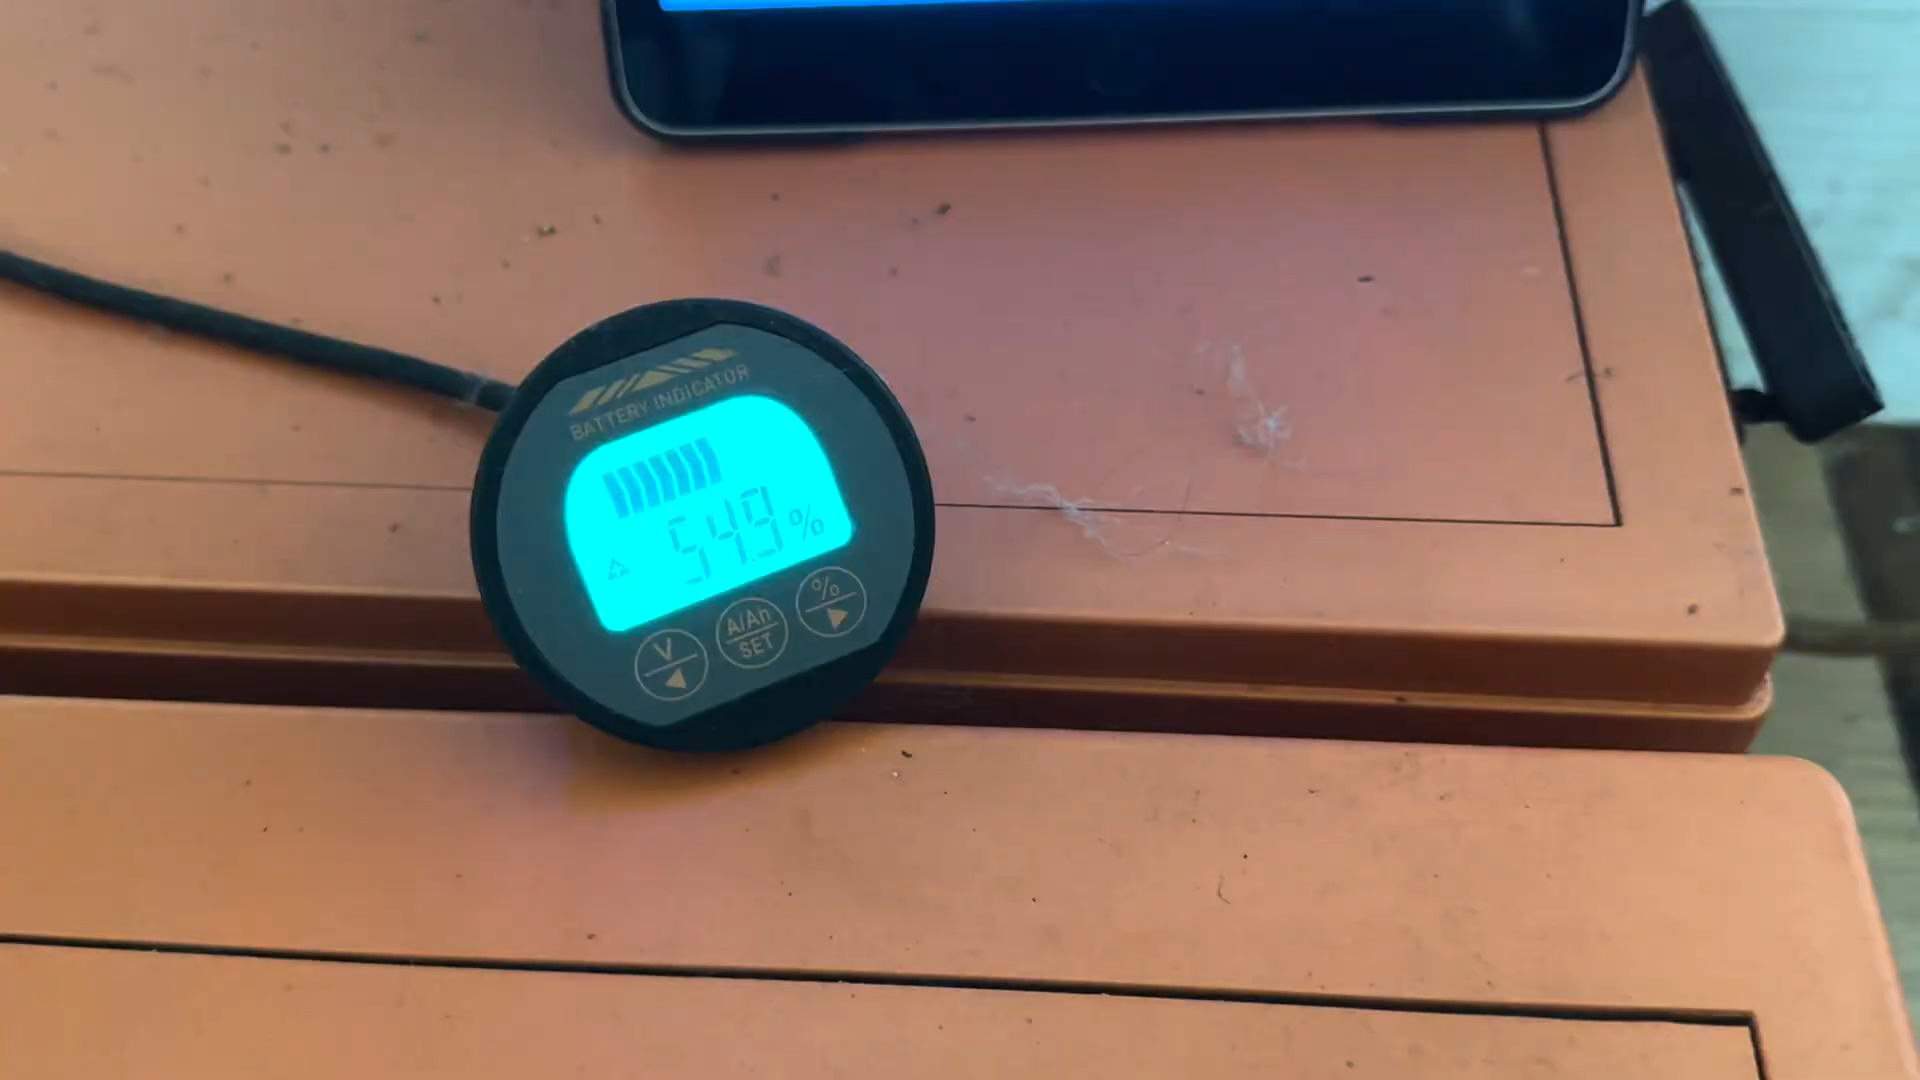 BATTERY INDICATOR
54.9 %
V
A/Ah
SET
%